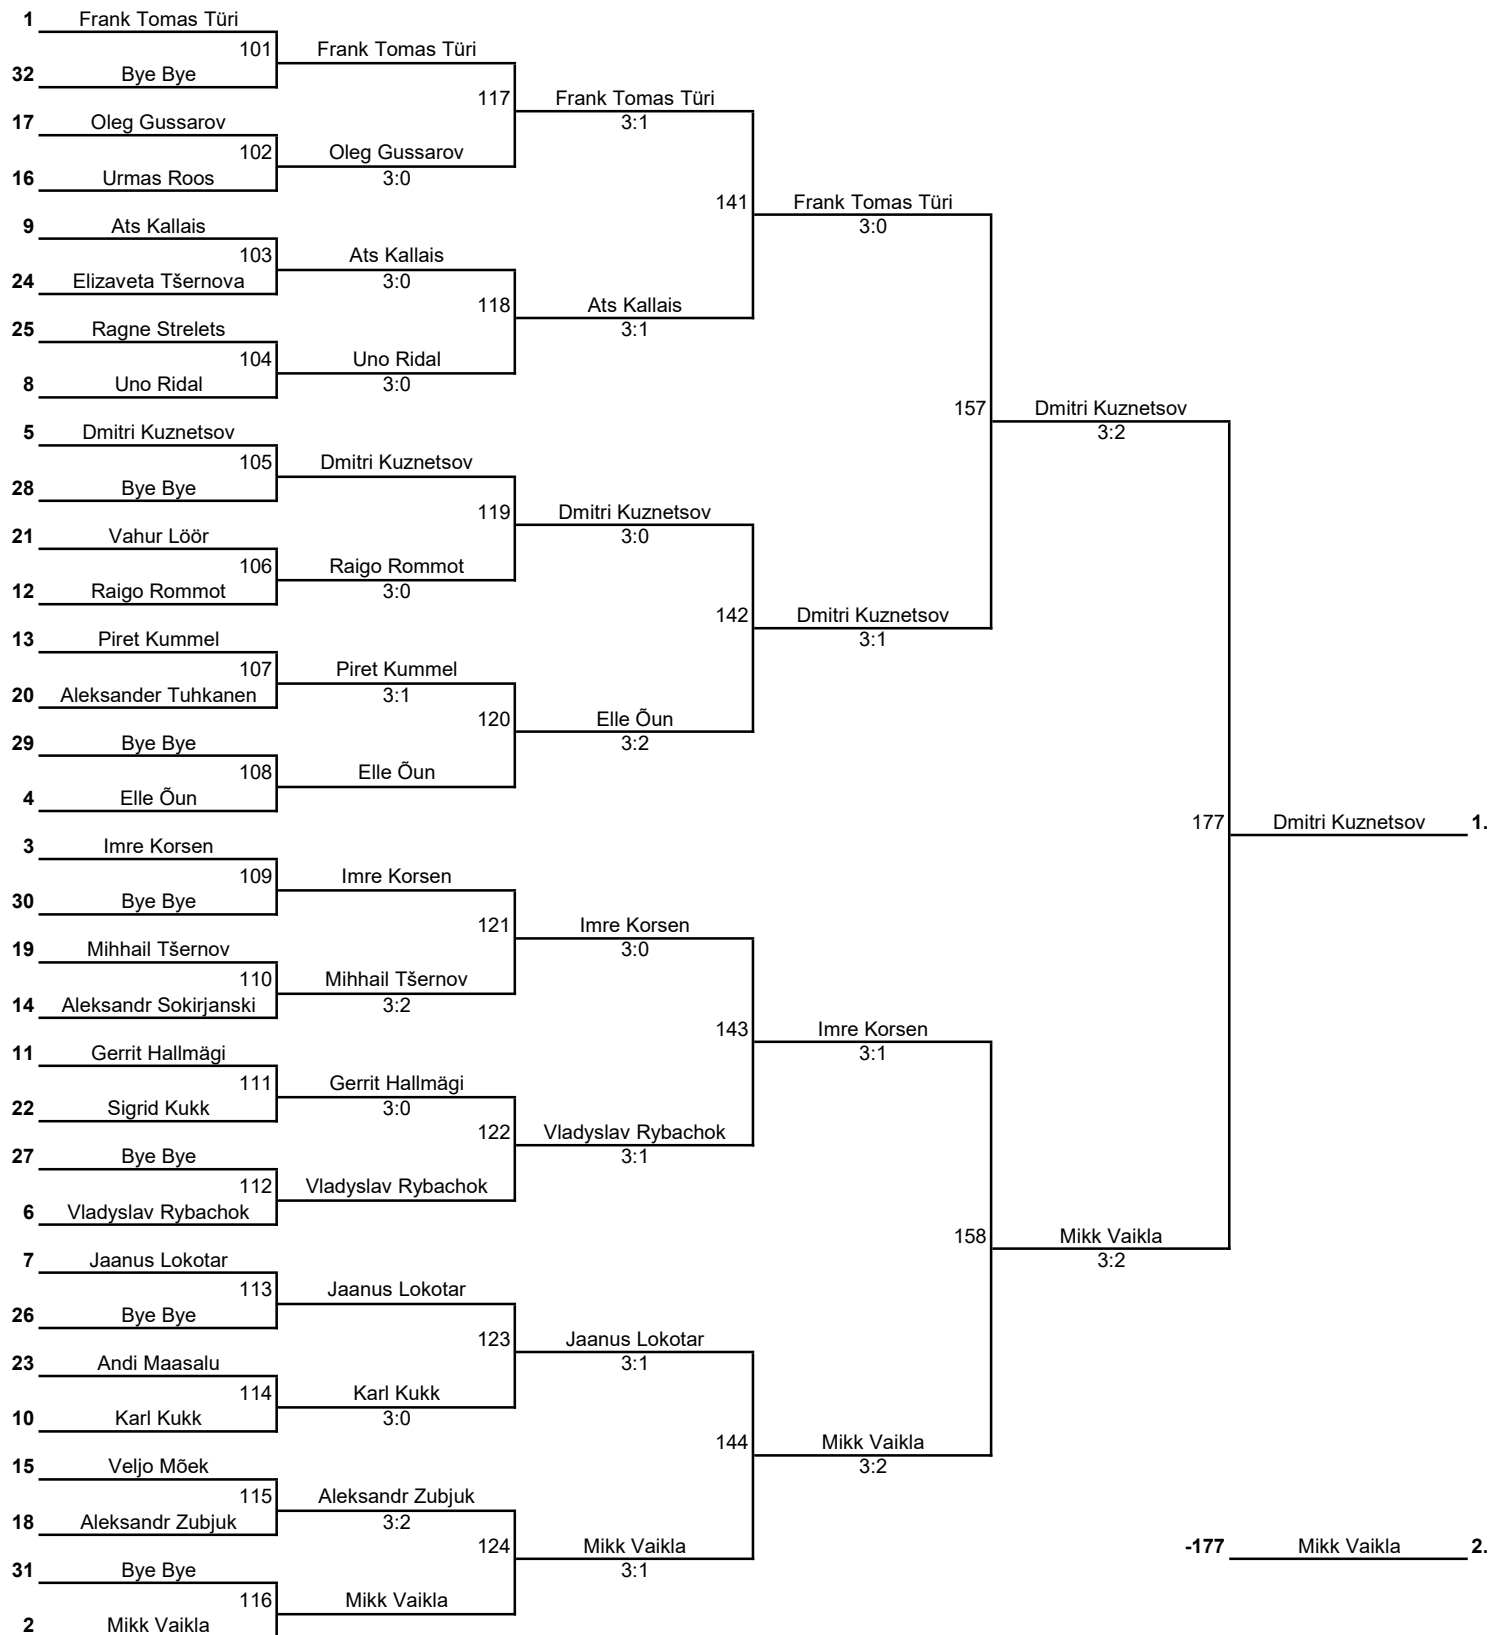 1 Frank Tomas Türi
101 Frank Tomas Türi
32 Bye Bye
117 Frank Tomas Türi
3:1
17 Oleg Gussarov
102 Oleg Gussarov
3:0
16 Urmas Roos
141 Frank Tomas Türi
3:0
9 Ats Kallais
103 Ats Kallais
3:0
24 Elizaveta Tšernova
118 Ats Kallais
3:1
25 Ragne Strelets
104 Uno Ridal
3:0
8 Uno Ridal
157 Dmitri Kuznetsov
3:2
5 Dmitri Kuznetsov
105 Dmitri Kuznetsov
28 Bye Bye
119 Dmitri Kuznetsov
3:0
21 Vahur Löör
106 Raigo Rommot
3:0
12 Raigo Rommot
142 Dmitri Kuznetsov
3:1
13 Piret Kummel
107 Piret Kummel
3:1
20 Aleksander Tuhkanen
120 Elle Õun
3:2
29 Bye Bye
108 Elle Õun
4 Elle Õun
177 Dmitri Kuznetsov 1.
3 Imre Korsen
109 Imre Korsen
30 Bye Bye
121 Imre Korsen
3:0
19 Mihhail Tšernov
110 Mihhail Tšernov
3:2
14 Aleksandr Sokirjanski
143 Imre Korsen
3:1
11 Gerrit Hallmägi
111 Gerrit Hallmägi
3:0
22 Sigrid Kukk
122 Vladyslav Rybachok
3:1
27 Bye Bye
112 Vladyslav Rybachok
6 Vladyslav Rybachok
158 Mikk Vaikla
3:2
7 Jaanus Lokotar
113 Jaanus Lokotar
26 Bye Bye
123 Jaanus Lokotar
3:1
23 Andi Maasalu
114 Karl Kukk
3:0
10 Karl Kukk
144 Mikk Vaikla
3:2
15 Veljo Mõek
115 Aleksandr Zubjuk
3:2
18 Aleksandr Zubjuk
124 Mikk Vaikla
3:1
-177 Mikk Vaikla 2.
31 Bye Bye
116 Mikk Vaikla
2 Mikk Vaikla